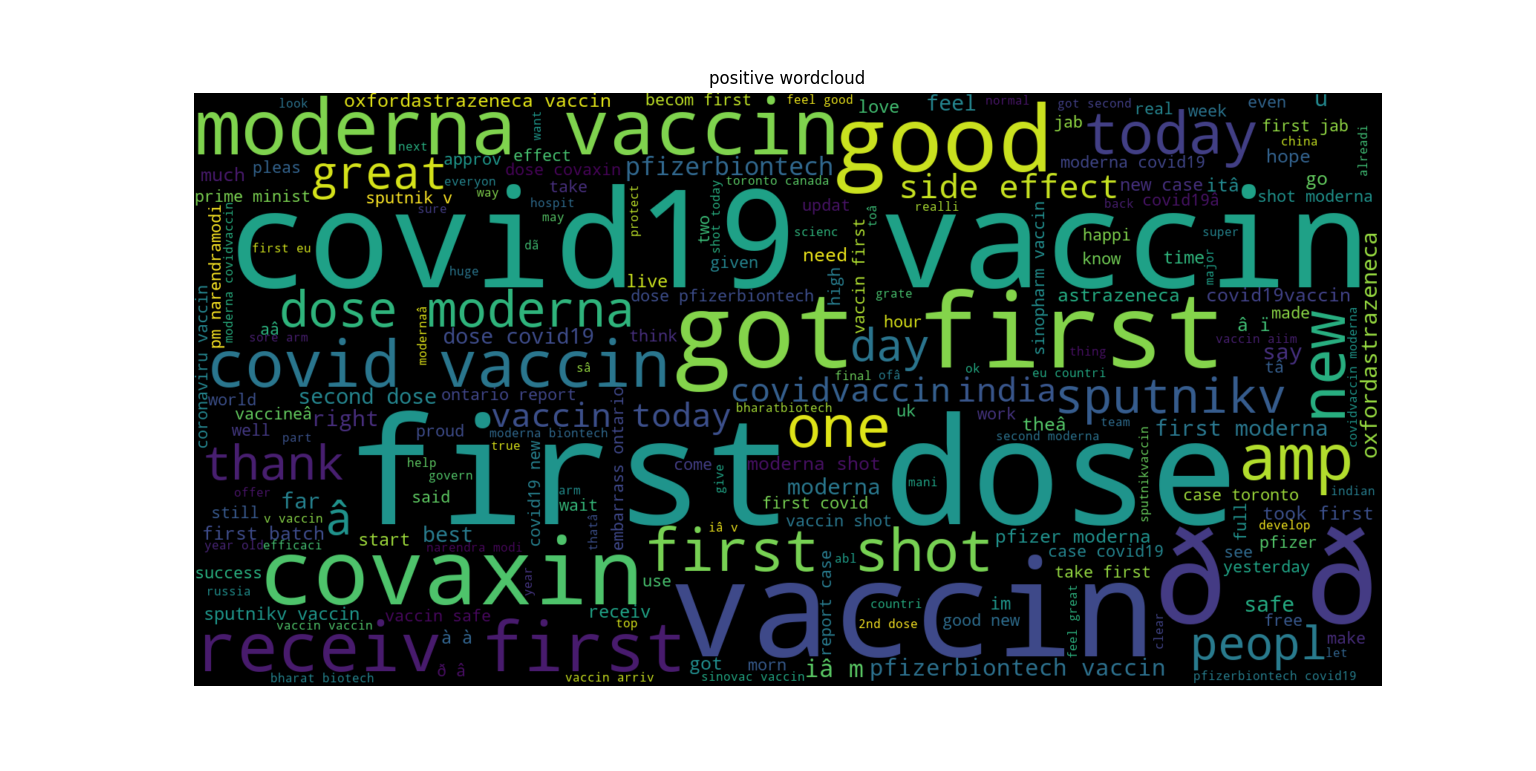 positive wordcloud
look
oxfordastrazeneca vaccin
becom first
feel good
love
feel
normal
got second
real
week
even
u
moderna vaccin
next
want
good
jab
today
first jab
china
alreadi
much
pleas
great
approv
effect
everyon
dose covaxin
pfizerbiontech
moderna covid19
hope
side effect
new case
itâ
go
shot moderna
prime minist
sputnik v
way
take
hospit
toronto canada
sure
may
protect
updat
realli
back
covid19â
pm narendramodi
moderna covidvaccin
first eu
covid19 vaccin
dã
huge
two
shot today
scienc
given
live
need
high
vaccin first
toâ
happi
know
super
time
major
sinopharm vaccin
oxfordastrazeneca
coronaviru vaccin
aâ
dose moderna
modernaâ
dose pfizerbiontech
hour
grate
astrazeneca
covid19vaccin
made
â ï
sore arm
dose covid19
think
got first
day
thing
vaccin aiim
say
tâ
new
covid vaccin
sâ
final
ofâ
ok
eu countri
world
second dose
ontario report
covidvaccin
india
sputnikv
covidvaccin moderna
vaccineâ
right
vaccin today
bharatbiotech
one
uk
work
theâ
team
well
part
proud
moderna biontech
true
second moderna
first moderna
thank
help
govern
first dose
come
moderna shot
give
mani
amp
offer
far
said
covid19 new
arm
wait
embarrass ontario
moderna
first covid
sputnikvaccin
case toronto
indian
still
v vaccin
â
thatâ
vaccin shot
iâ v
fulli
took first
develop
first batch
start
best
year old
efficaci
narendra modi
first shot
pfizer moderna
case covid19
see
pfizer
success
covaxin
year
use
report case
abl
take first
yesterday
russia
vaccin
ð ð
sputnikv vaccin
vaccin safe
receiv
countri
im
feel great
clear
safe
vaccin vaccin
top
2nd dose
good new
free
receiv first
à à
ð â
got
morn
iâ m
pfizerbiontech vaccin
peopl
make
let
bharat biotech
vaccin arriv
sinovac vaccin
pfizerbiontech covid19